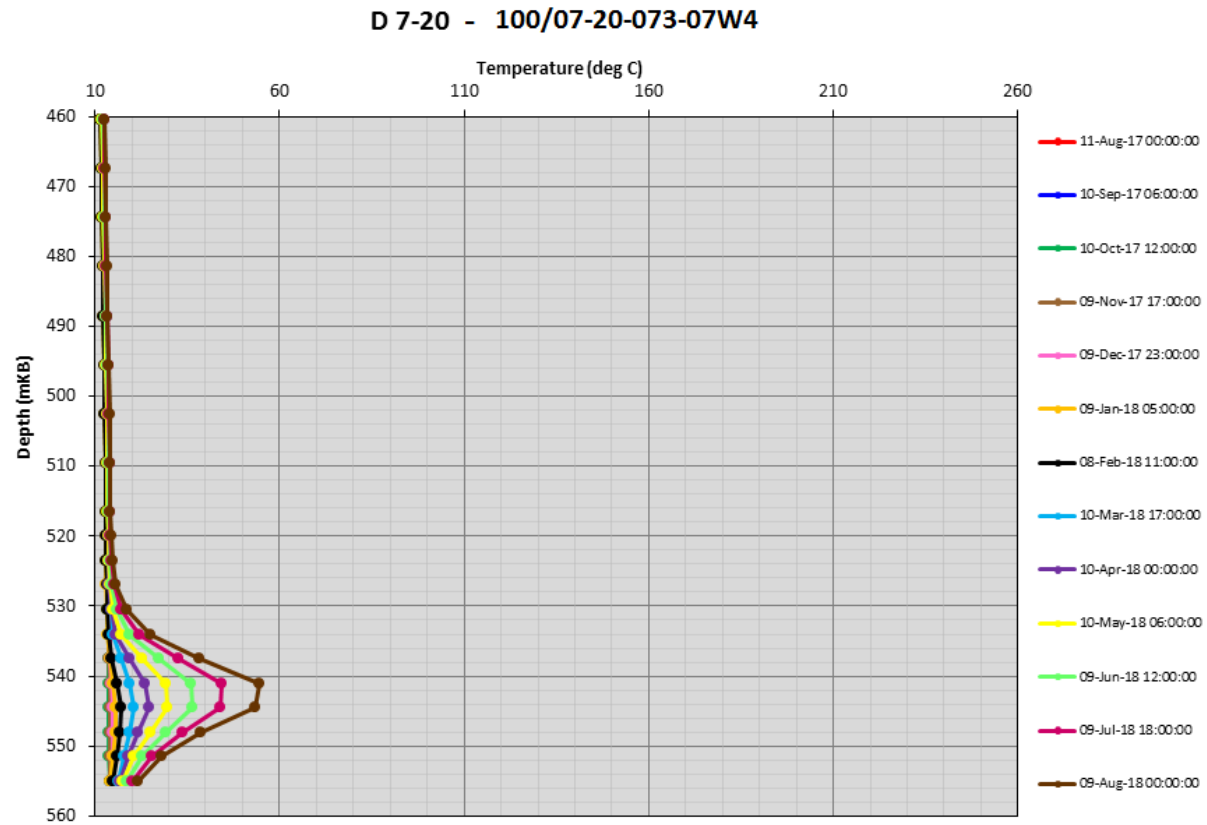 D 7-20 - 100/07-20-073-07W4
Temperature (deg C)
10 60 110 160 210 260
460
470
480
490
500
510
520
530
540
550
560
Depth (mKB)
11-Aug-17 00:00:00
10-Sep-17 06:00:00
10-Oct-17 12:00:00
09-Nov-17 17:00:00
09-Dec-17 23:00:00
09-Jan-18 05:00:00
08-Feb-18 11:00:00
10-Mar-18 17:00:00
10-Apr-18 00:00:00
10-May-18 06:00:00
09-Jun-18 12:00:00
09-Jul-18 18:00:00
09-Aug-18 00:00:00